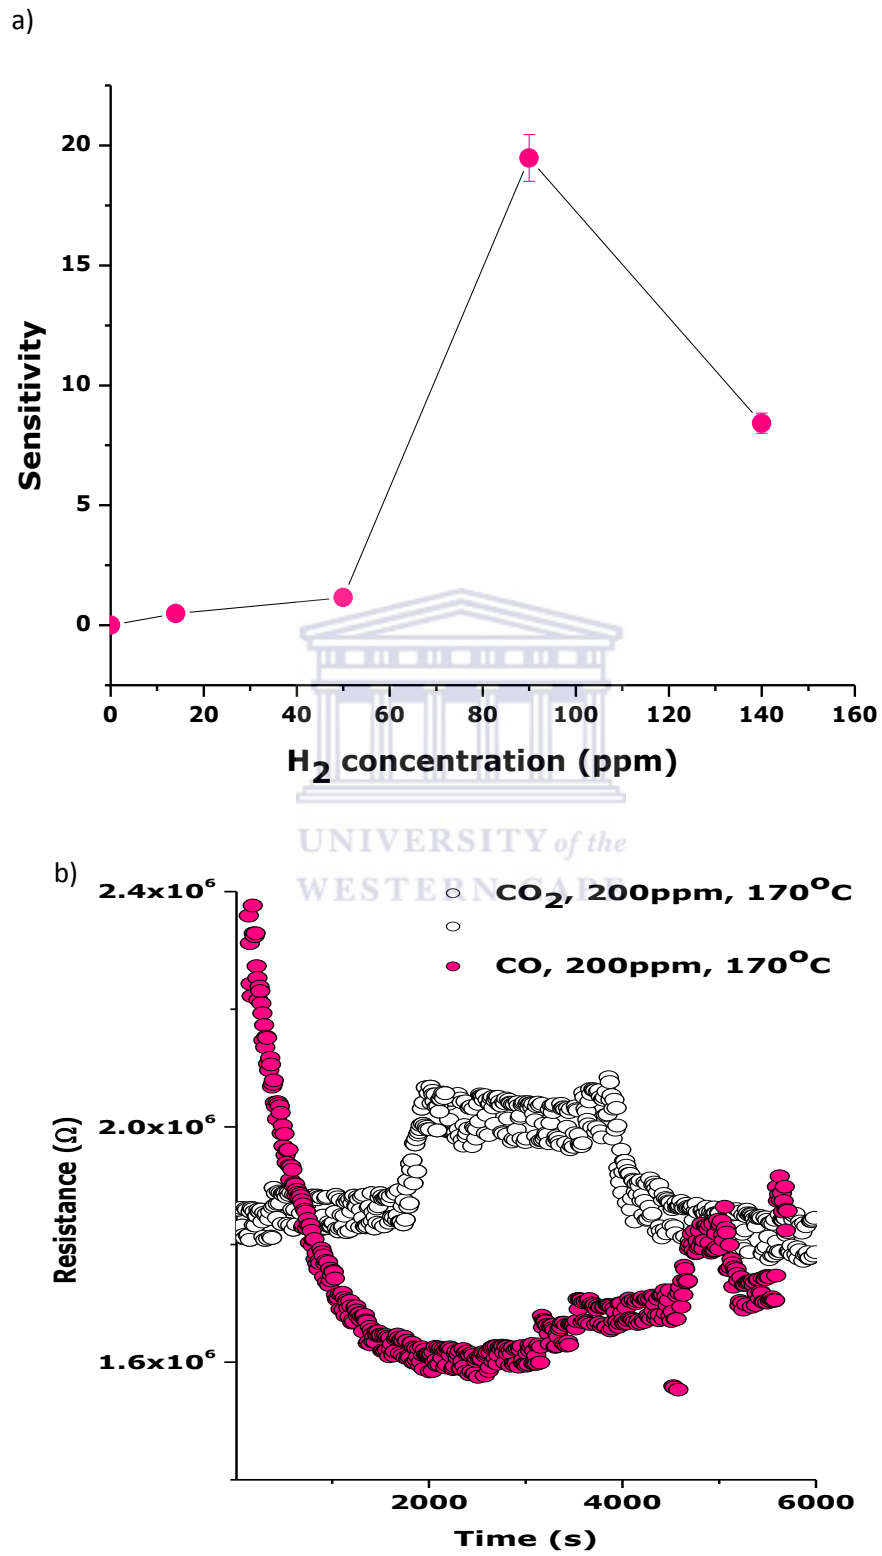 a)
20
15
10
5
0
Sensitivity
0 20 40 60 80 100 120 140 160
H2 concentration (ppm)
UNIVERSITY of the
WESTERN CAPE
b)
2.4x10⁶
CO2, 200ppm, 170⁰C
CO, 200ppm, 170⁰C
2.0x10⁶
1.6x10⁶
Resistance (Ω)
2000 4000 6000
Time (s)